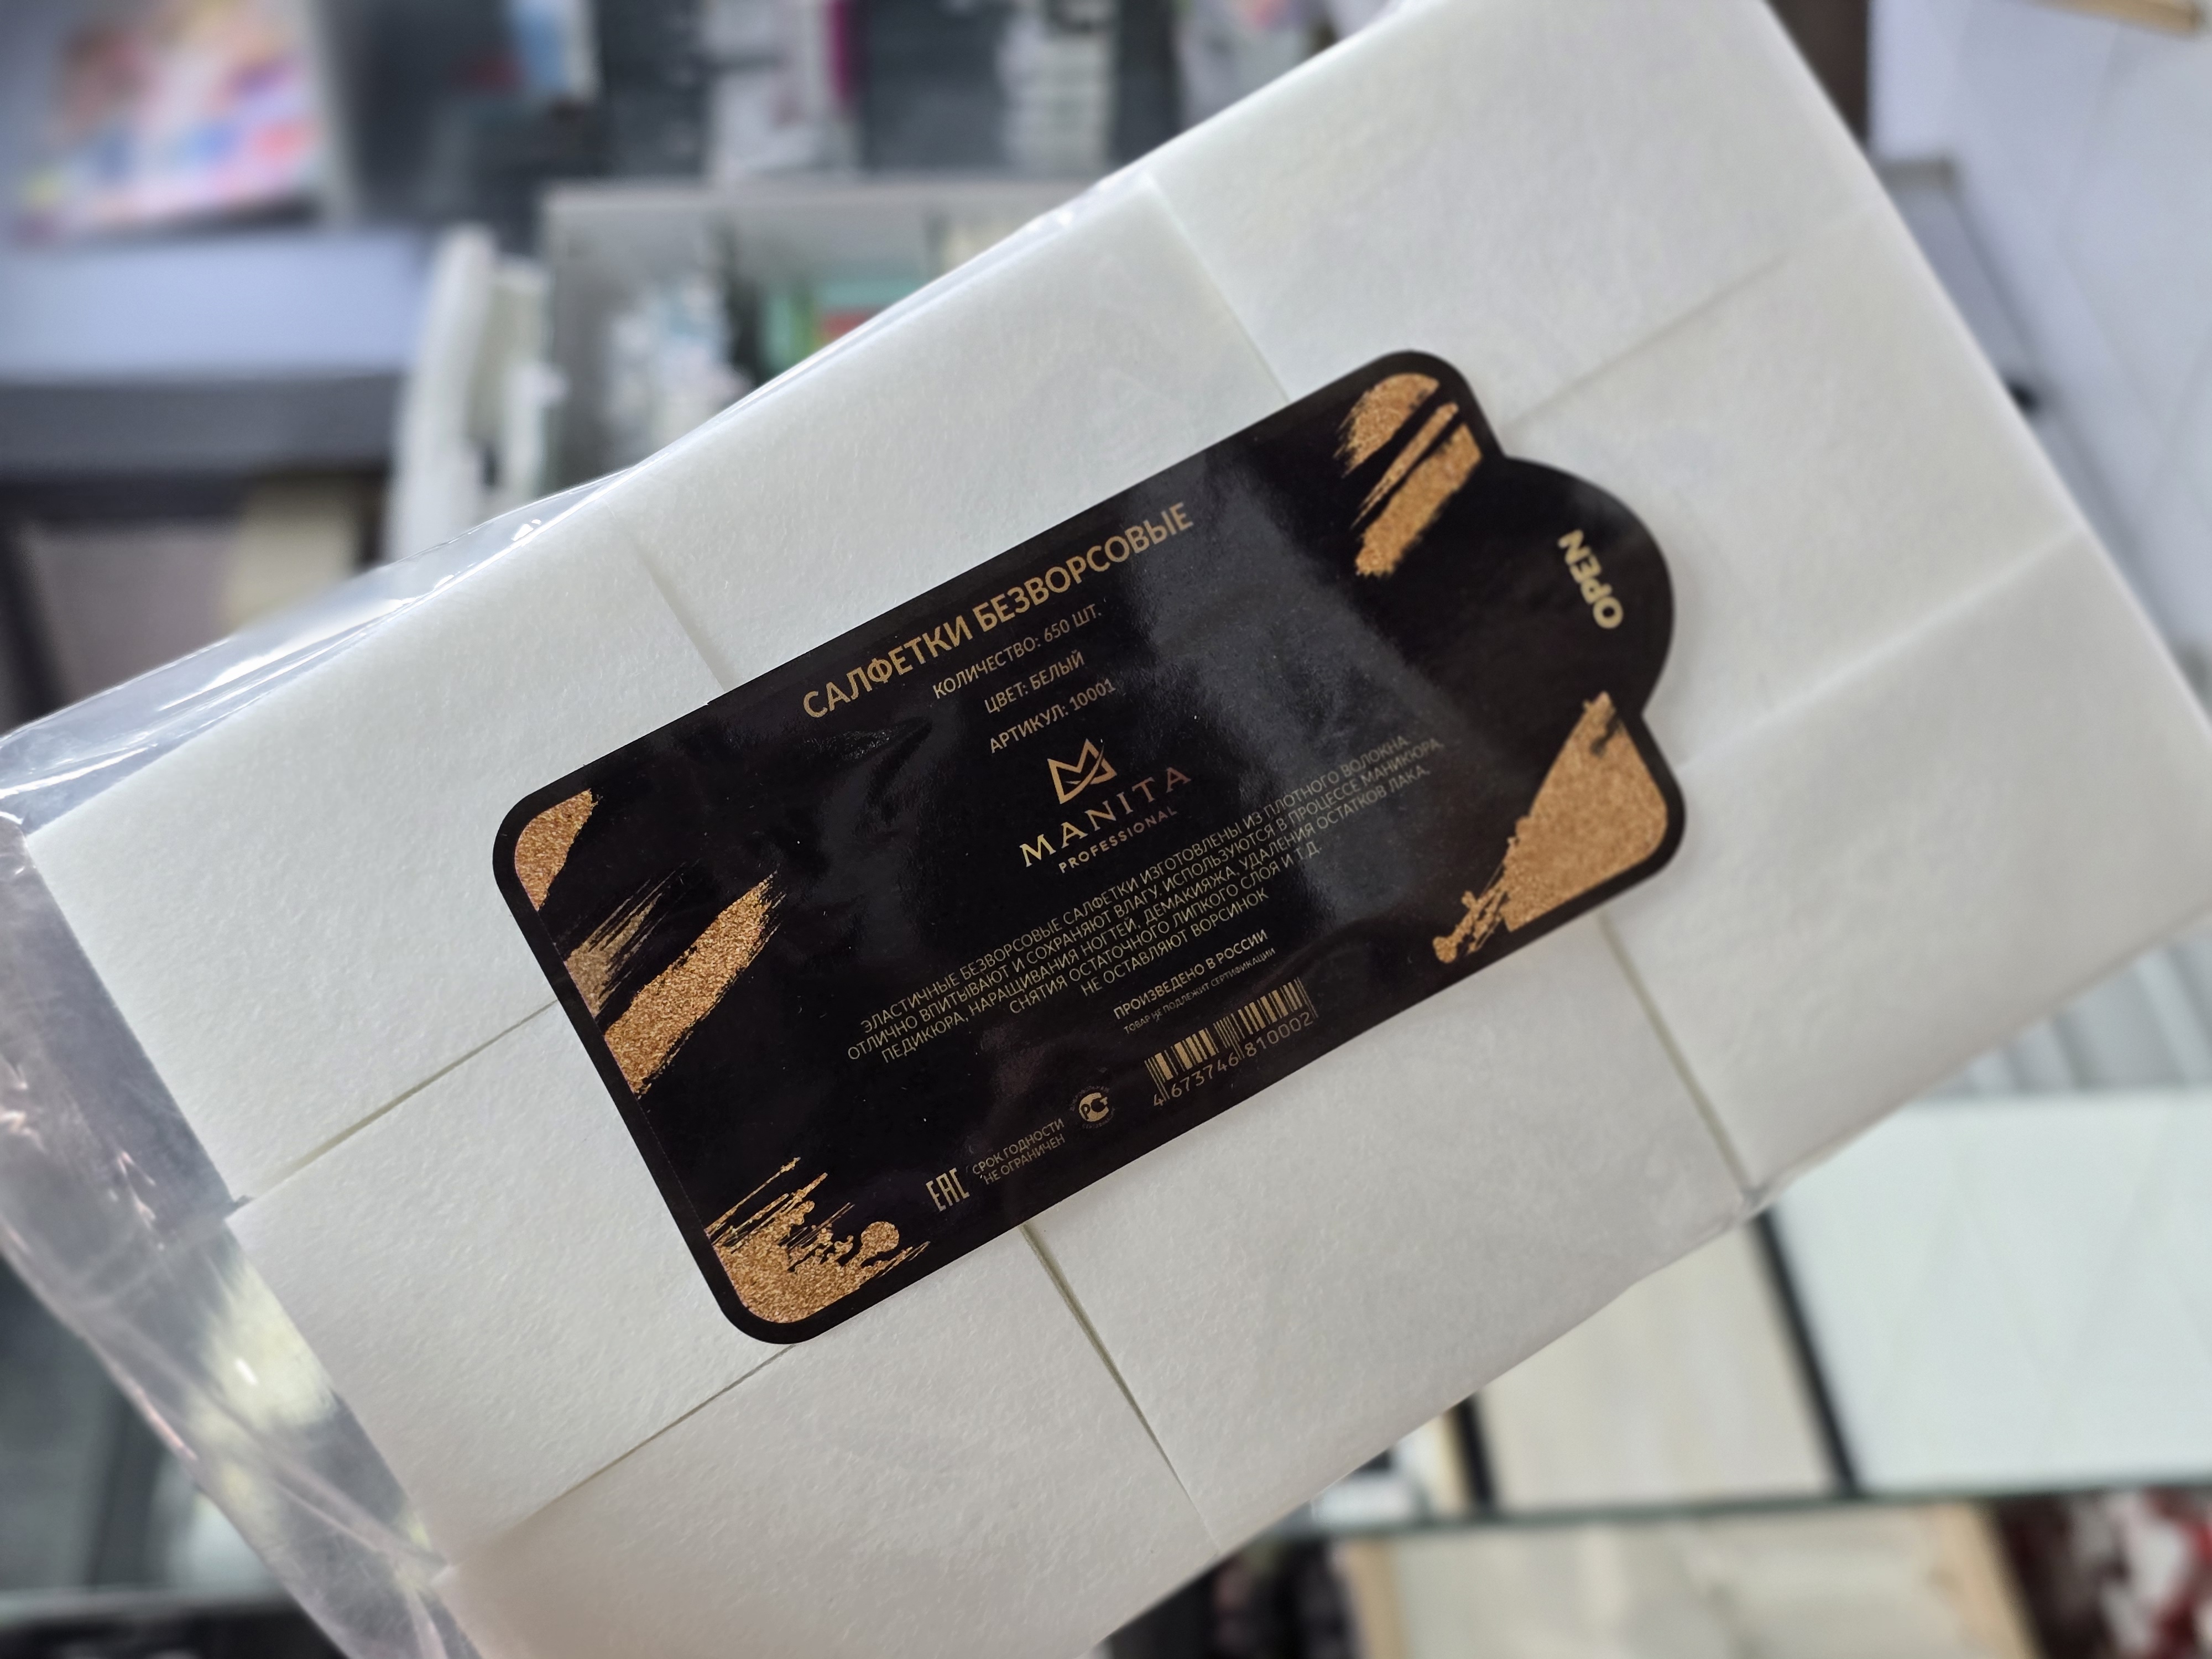 САЛФЕТКИ БЕЗВОРСОВЫЕ
КОЛИЧЕСТВО: 650 ШТ.
ЦВЕТ: БЕЛЫЙ
АРТИКУЛ: 10001
MANITA
PROFESSIONAL
ЭЛАСТИЧНЫЕ БЕЗВОРСОВЫЕ САЛФЕТКИ ИЗГОТОВЛЕНЫ ИЗ ПЛОТНОГО ВОЛОКНА.
ОТЛИЧНО ВПИТЫВАЮТ И СОХРАНЯЮТ ВЛАГУ. ИСПОЛЬЗУЮТСЯ В ПРОЦЕССЕ МАНИКЮРА,
ПЕДИКЮРА, НАРАЩИВАНИЯ НОГТЕЙ, ДЕМАКИЯЖА, УДАЛЕНИЯ ОСТАТКОВ ЛАКА,
СНЯТИЯ ОСТАТОЧНОГО ЛИПКОГО СЛОЯ И Т.Д.
НЕ ОСТАВЛЯЮТ ВОРСИНОК
ПРОИЗВЕДЕНО В РОССИИ
ТОВАР НЕ ПОДЛЕЖИТ СЕРТИФИКАЦИИ
EAC
СРОК ГОДНОСТИ
НЕ ОГРАНИЧЕН
РСТ
4 673746 810002
OPEN